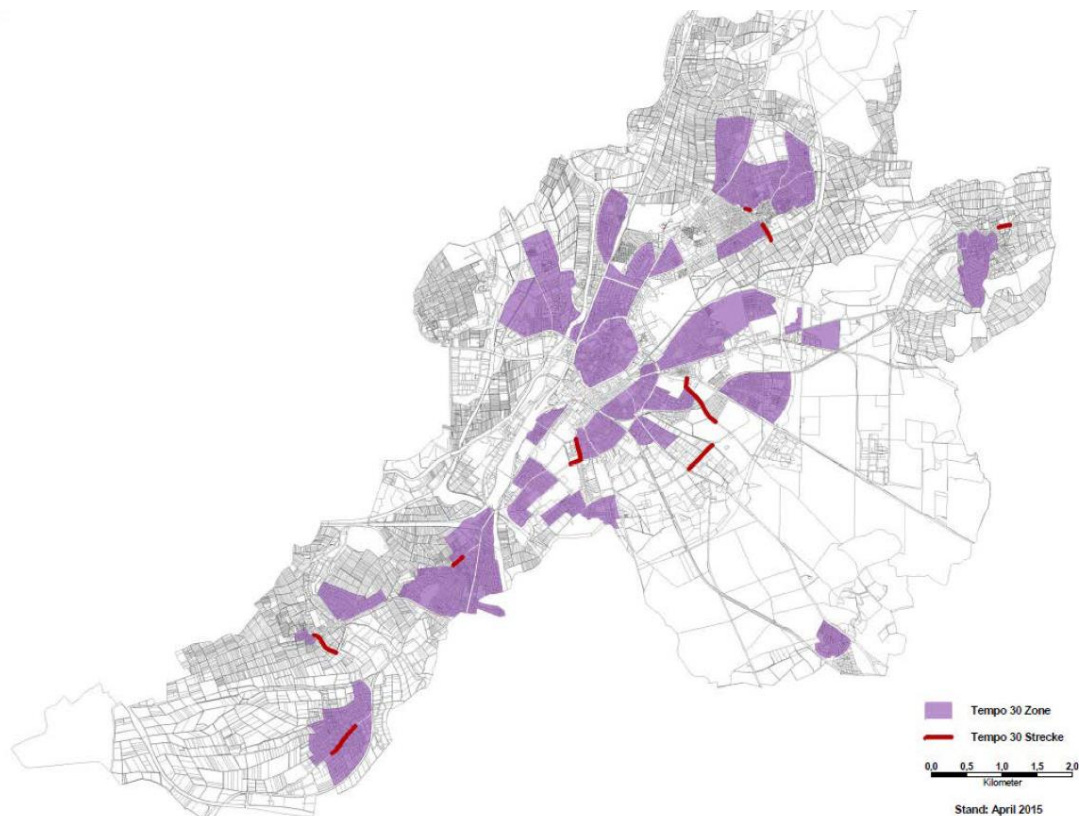 Tempo 30 Zone
Tempo 30 Strecke
0,0 0,5 1,0 1,5 2,0
Kilometer
Stand: April 2015